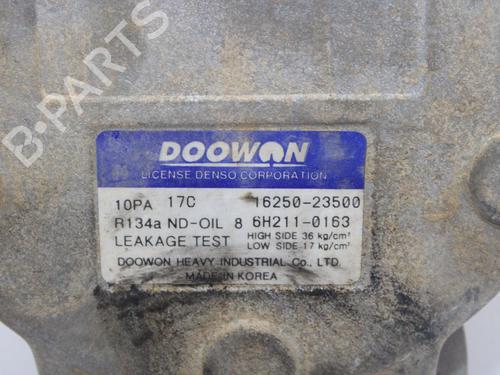 B-PARTS
DOOWON
LICENSE DENSO CORPORATION
10PA 17C 16250-23500
R134a ND-OIL 8 6H211-0163
LEAKAGE TEST HIGH SIDE 36 kg/cm²
LOW SIDE 17 kg/cm²
DOOWON HEAVY INDUSTRIAL Co., LTD.
MADE IN KOREA